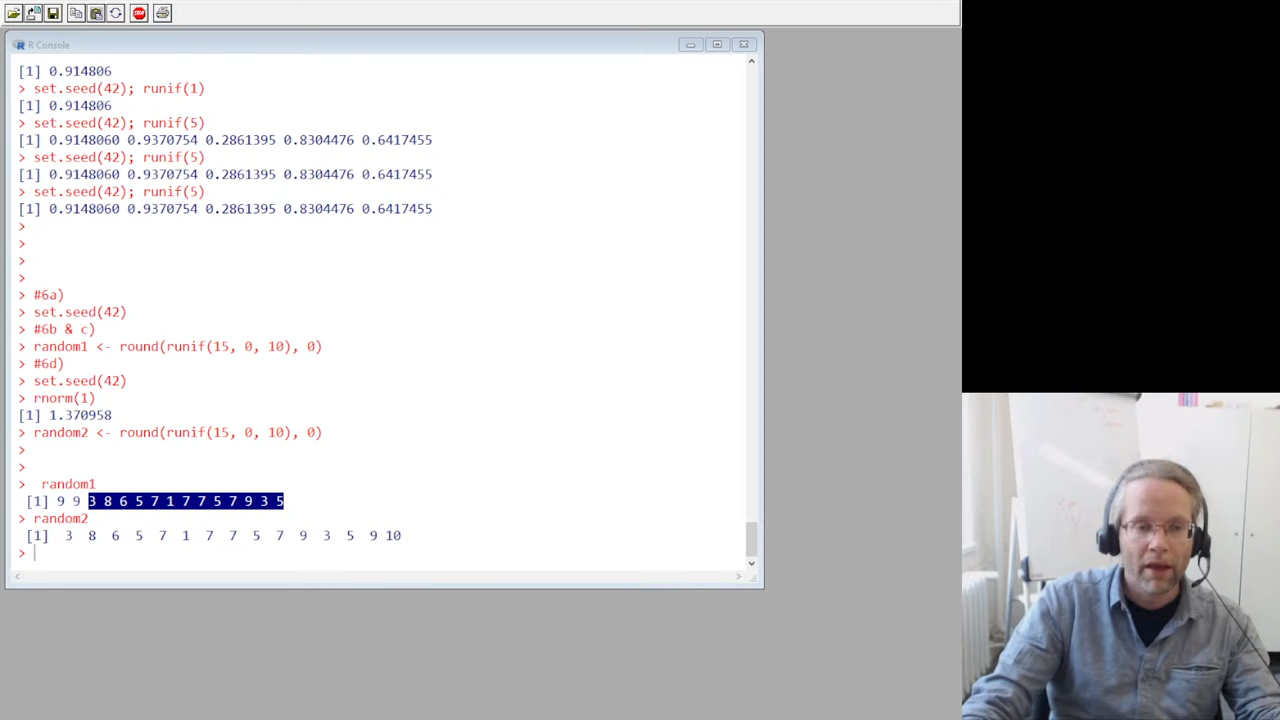 STOP
R Console
[1] 0.914806
> set.seed(42); runif(1)
[1] 0.914806
> set.seed(42); runif(5)
[1] 0.9148060 0.9370754 0.2861395 0.8304476 0.6417455
> set.seed(42); runif(5)
[1] 0.9148060 0.9370754 0.2861395 0.8304476 0.6417455
> set.seed(42); runif(5)
[1] 0.9148060 0.9370754 0.2861395 0.8304476 0.6417455
>
>
>
>
> #6a)
> set.seed(42)
> #6b & c)
> random1 <- round(runif(15, 0, 10), 0)
> #6d)
> set.seed(42)
> rnorm(1)
[1] 1.370958
> random2 <- round(runif(15, 0, 10), 0)
>
>
>  random1
[1] 9 9 3 8 6 5 7 1 7 7 5 7 9 3 5
> random2
[1]  3  8  6  5  7  1  7  7  5  7  9  3  5  9 10
>